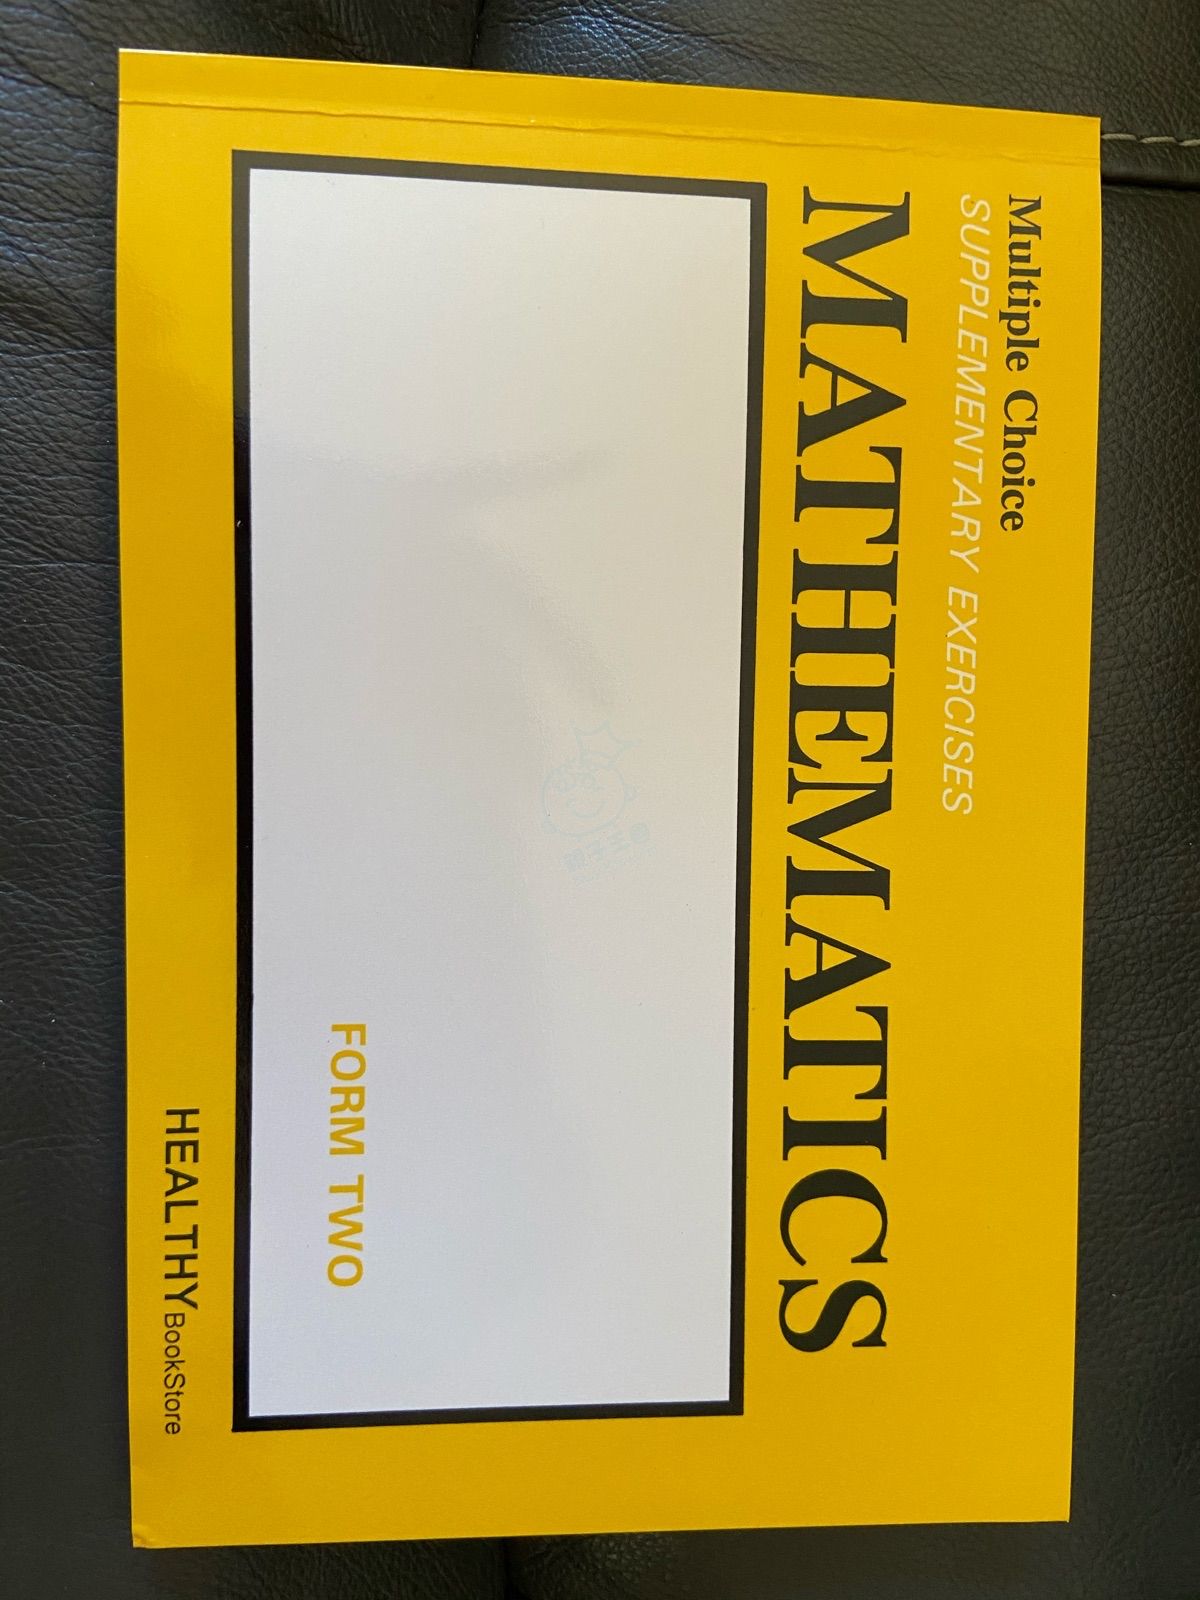 Multiple Choice
SUPPLEMENTARY EXERCISES
MATHEMATICS
FORM TWO
HEALTHY BookStore